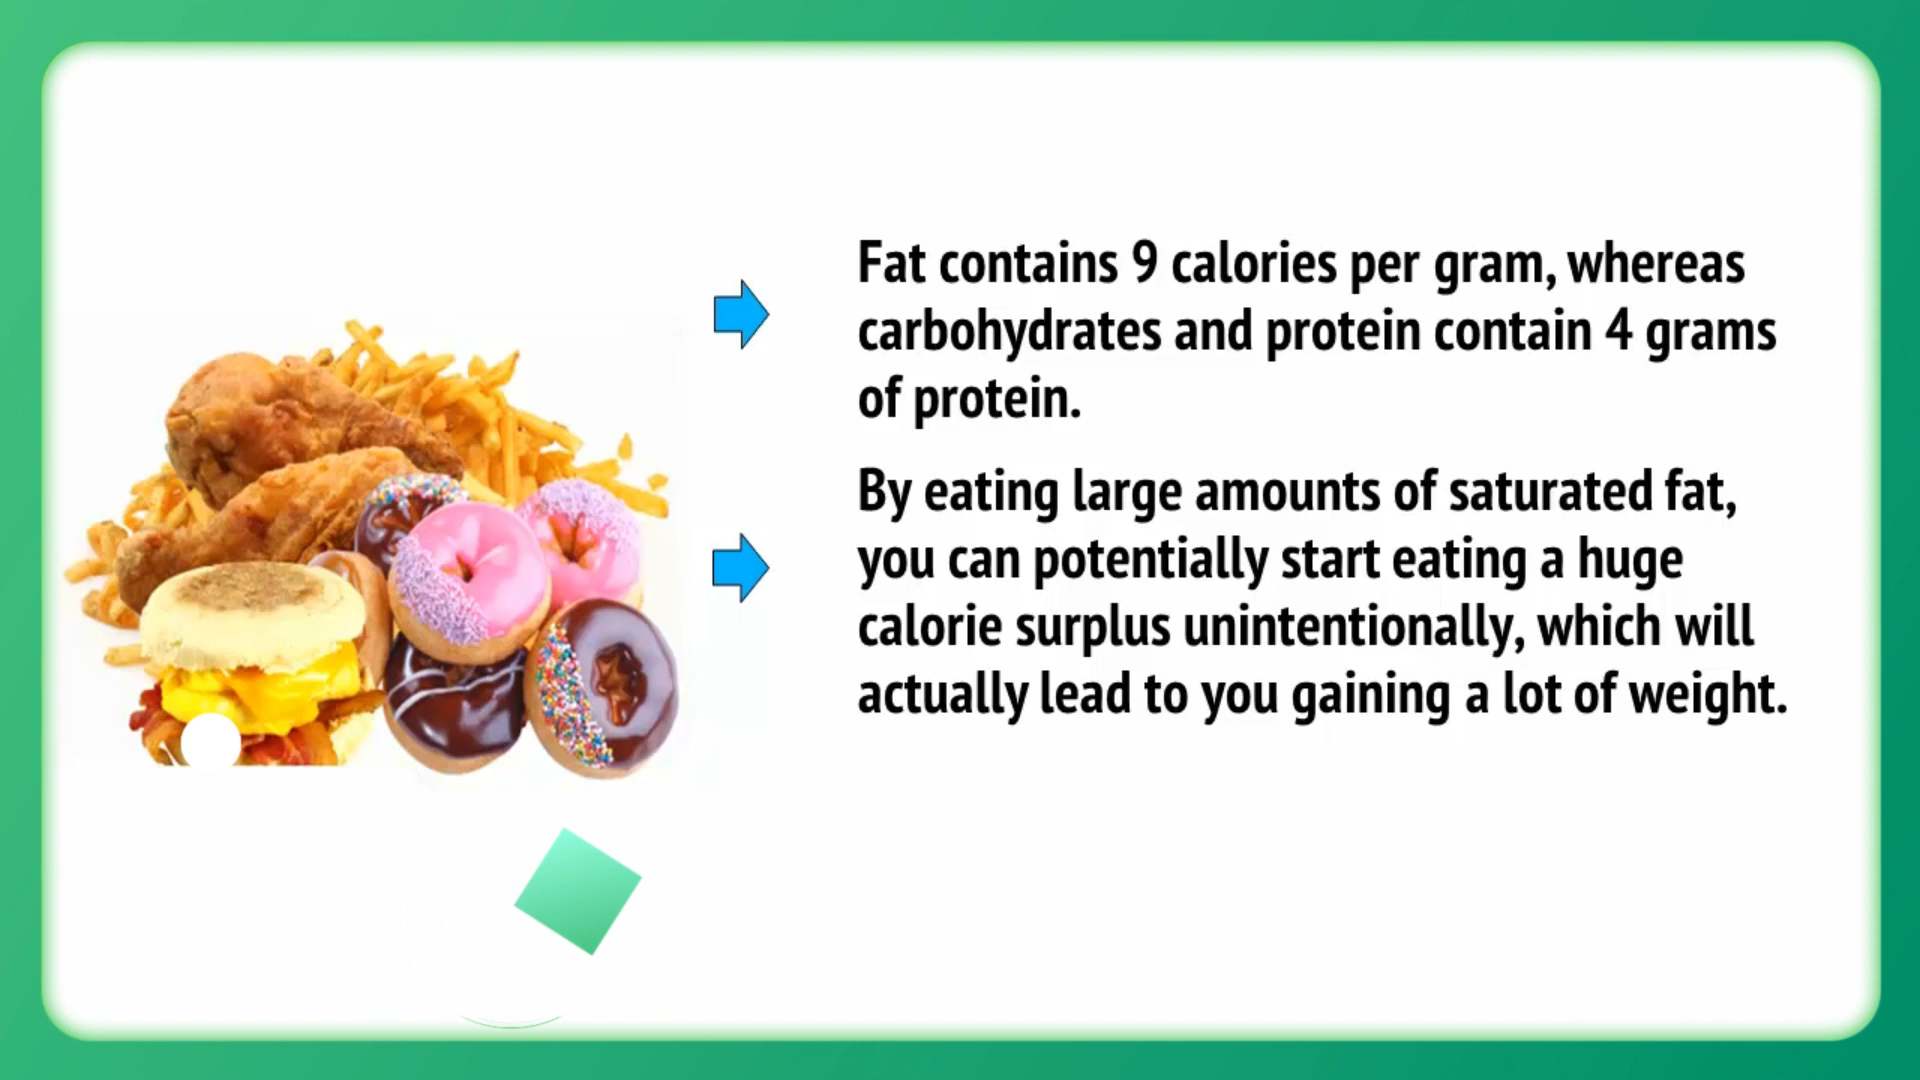 Fat contains 9 calories per gram, whereas
carbohydrates and protein contain 4 grams
of protein.
By eating large amounts of saturated fat,
you can potentially start eating a huge
calorie surplus unintentionally, which will
actually lead to you gaining a lot of weight.